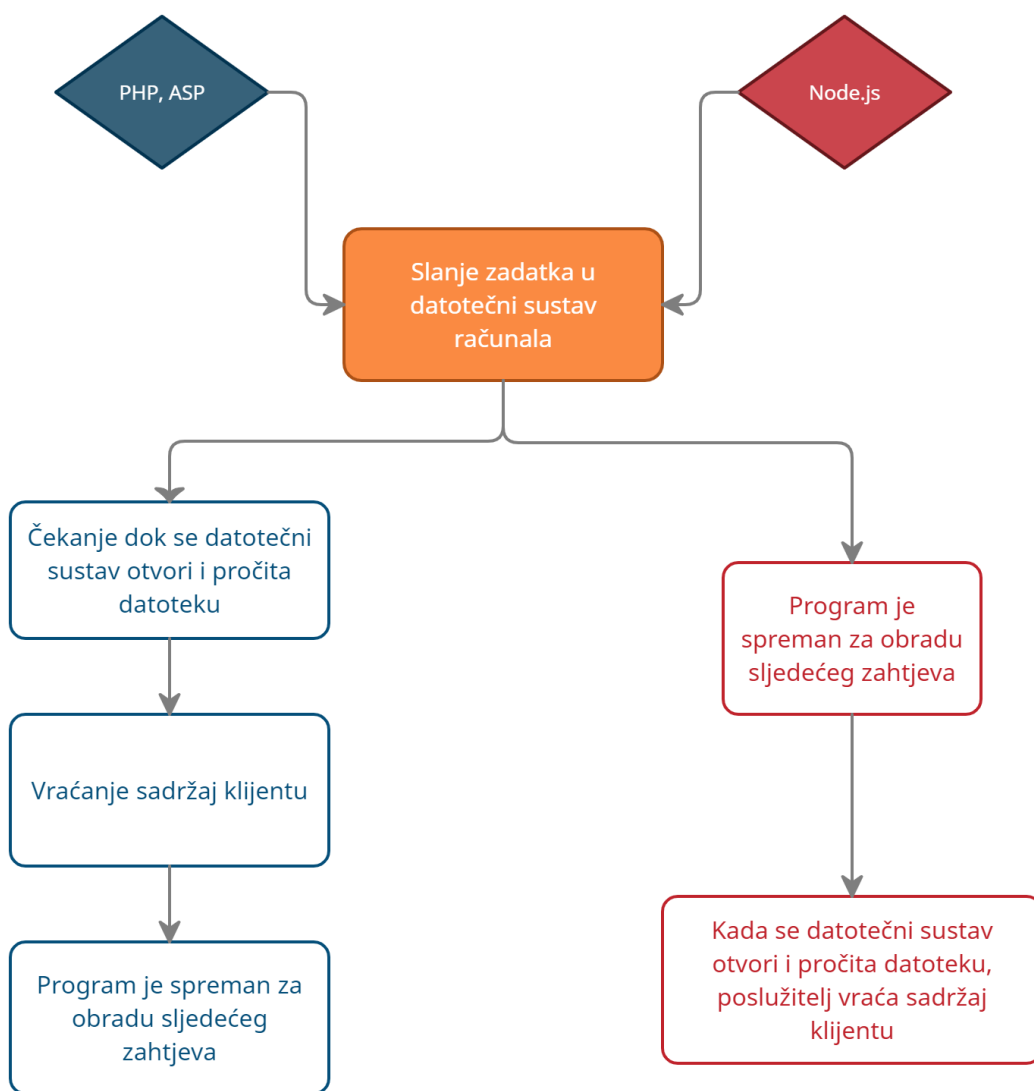 PHP, ASP
Node.js
Slanje zadatka u
datotečni sustav
računala
Čekanje dok se datotečni
sustav otvori i pročita
datoteku
Vraćanje sadržaj klijentu
Program je spreman za
obradu sljedećeg
zahtjeva
Program je
spreman za obradu
sljedećeg zahtjeva
Kada se datotečni sustav
otvori i pročita datoteku,
poslužitelj vraća sadržaj
klijentu